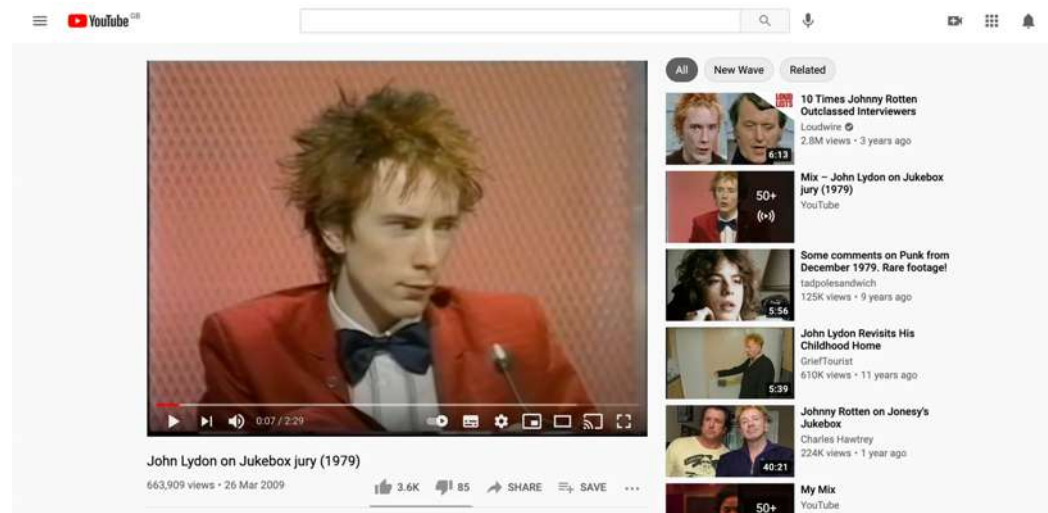 YouTube GB
All New Wave Related
10 Times Johnny Rotten
Outclassed Interviewers
Loudwire
2.8M views • 3 years ago
LOUD
LISTS
6:13
Mix – John Lydon on Jukebox
jury (1979)
YouTube
50+
Some comments on Punk from
December 1979. Rare footage!
tadpolesandwich
125K views • 9 years ago
5:56
John Lydon Revisits His
Childhood Home
GriefTourist
610K views • 11 years ago
5:39
Johnny Rotten on Jonesy's
Jukebox
Charles Hawtrey
224K views • 1 year ago
40:21
My Mix
YouTube
50+
0:07 / 2:29
John Lydon on Jukebox jury (1979)
663,909 views • 26 Mar 2009
3.6K 85 SHARE SAVE